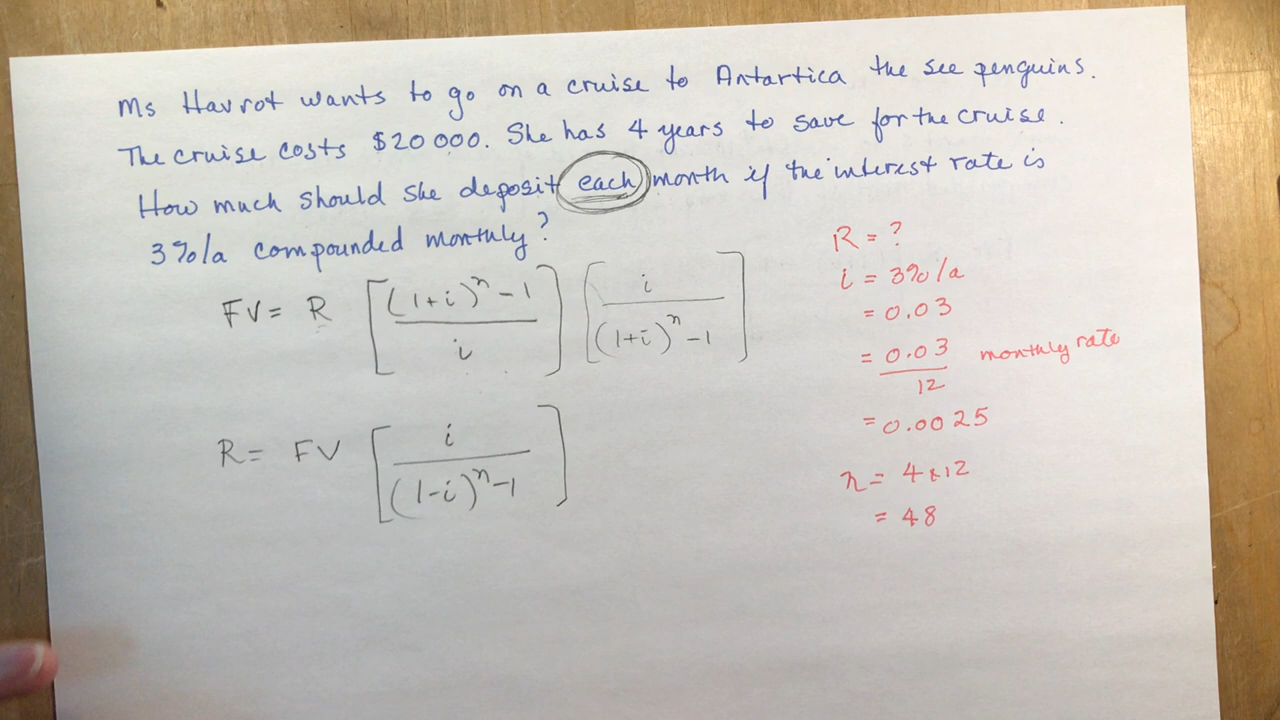 Ms Havrot wants to go on a cruise to Antartica the see penguins.
The cruise costs $20 000. She has 4 years to save for the cruise.
How much should she deposit each month if the interest rate is
3%/a compounded monthly?
FV = R [((1+i)^n - 1) / i] [i / ((1+i)^n - 1)]
R = FV [i / ((1-i)^n - 1)]
R = ?
i = 3%/a
= 0.03
= 0.03/12 monthly rate
= 0.0025
n = 4x12
= 48